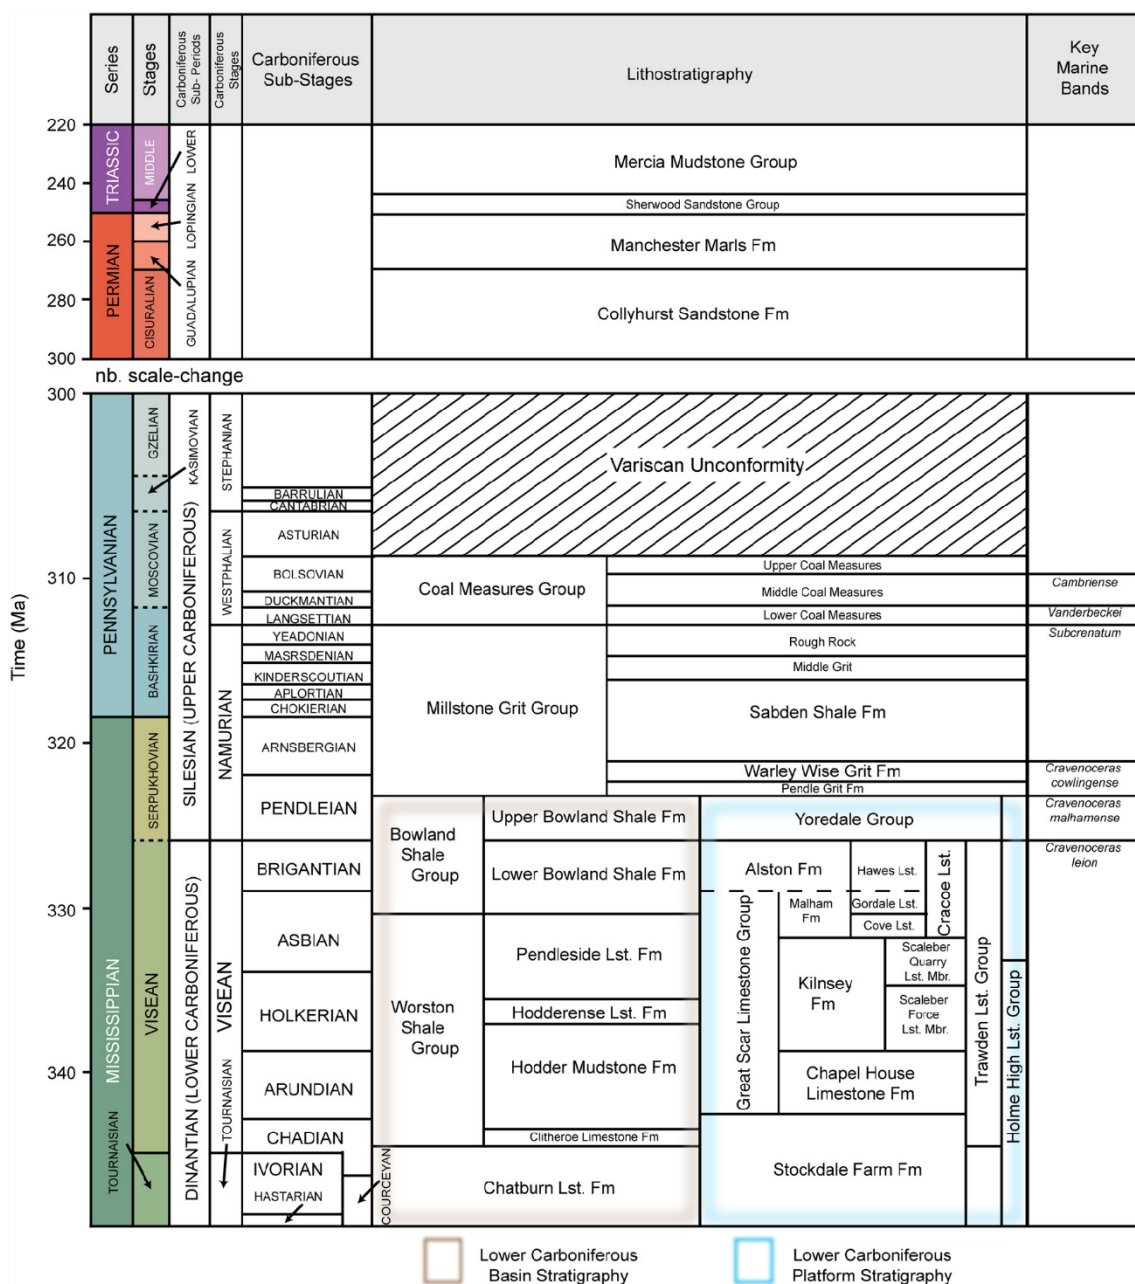 Series
Stages
Carboniferous
Sub- Periods
Carboniferous
Stages
Carboniferous
Sub-Stages
Lithostratigraphy
Key
Marine
Bands
Time (Ma)
220
240
260
280
300
TRIASSIC
PERMIAN
MIDDLE
CISURALIAN
LOWER
LOPINGIAN
GUADALUPIAN
Mercia Mudstone Group
Sherwood Sandstone Group
Manchester Marls Fm
Collyhurst Sandstone Fm
nb. scale-change
300
310
320
330
340
PENNSYLVANIAN
MISSISSIPPIAN
TOURNAISIAN
GZELIAN
MOSCOVIAN
BASHKIRIAN
SERPUKHOVIAN
VISEAN
KASIMOVIAN
SILESIAN (UPPER CARBONIFEROUS)
DINANTIAN (LOWER CARBONIFEROUS)
STEPHANIAN
WESTPHALIAN
NAMURIAN
VISEAN
TOURNAISIAN
BARRULIAN
CANTABRIAN
ASTURIAN
BOLSOVIAN
DUCKMANTIAN
LANGSETTIAN
YEADONIAN
MASRSDENIAN
KINDERSCOUTIAN
APLORTIAN
CHOKIERIAN
ARNSBERGIAN
PENDLEIAN
BRIGANTIAN
ASBIAN
HOLKERIAN
ARUNDIAN
CHADIAN
IVORIAN
HASTARIAN
COURCEYAN
Variscan Unconformity
Coal Measures Group
Upper Coal Measures
Middle Coal Measures
Lower Coal Measures
Millstone Grit Group
Rough Rock
Middle Grit
Sabden Shale Fm
Warley Wise Grit Fm
Pendle Grit Fm
Bowland
Shale
Group
Upper Bowland Shale Fm
Lower Bowland Shale Fm
Worston
Shale
Group
Pendleside Lst. Fm
Hodderense Lst. Fm
Hodder Mudstone Fm
Clitheroe Limestone Fm
Chatburn Lst. Fm
Yoredale Group
Alston Fm
Hawes Lst.
Great Scar Limestone Group
Malham
Fm
Gordale Lst.
Cove Lst.
Cracoe Lst.
Kilnsey
Fm
Scaleber
Quarry
Lst. Mbr.
Scaleber
Force
Lst. Mbr.
Chapel House
Limestone Fm
Stockdale Farm Fm
Trawden Lst. Group
Holme High Lst. Group
Cambriense
Vanderbeckei
Subcrenatum
Cravenoceras
cowlingense
Cravenoceras
malhamense
Cravenoceras
leion
Lower Carboniferous
Basin Stratigraphy
Lower Carboniferous
Platform Stratigraphy